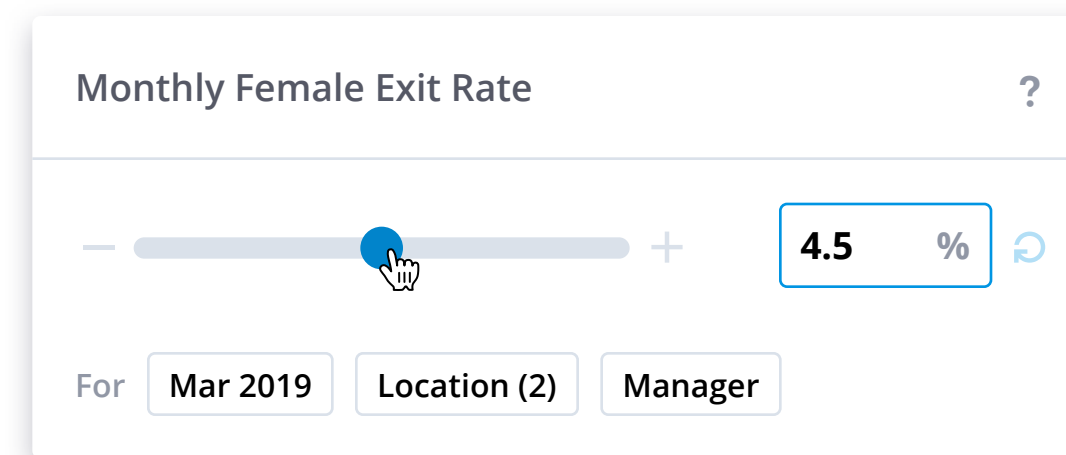 Monthly Female Exit Rate ?
− + 4.5 %
For Mar 2019 Location (2) Manager